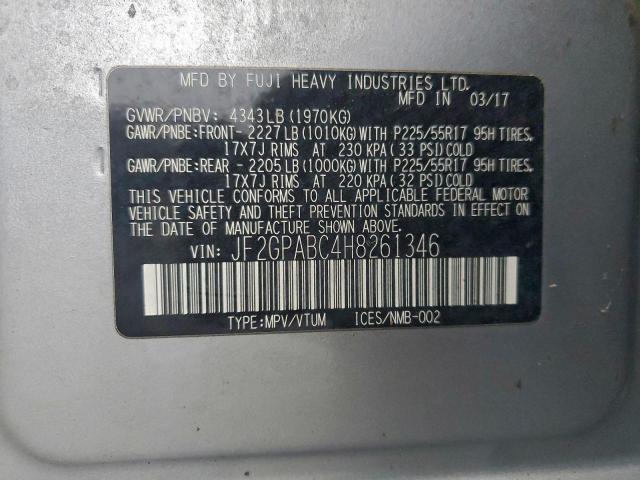 MFD BY FUJI HEAVY INDUSTRIES LTD.
MFD IN 03/17
GVWR/PNBV: 4343LB (1970KG)
GAWR/PNBE:FRONT- 2227LB (1010KG) WITH P225/55R17 95H TIRES.
17X7J RIMS AT 230 KPA (33 PSI) COLD
GAWR/PNBE:REAR - 2205LB (1000KG) WITH P225/55R17 95H TIRES.
17X7J RIMS AT 220 KPA (32 PSI) COLD
THIS VEHICLE CONFORMS TO ALL APPLICABLE FEDERAL MOTOR
VEHICLE SAFETY AND THEFT PREVENTION STANDARDS IN EFFECT ON
THE DATE OF MANUFACTURE SHOWN ABOVE.
VIN: JF2GPABC4H8261346
TYPE:MPV/VTUM ICES/NMB-002